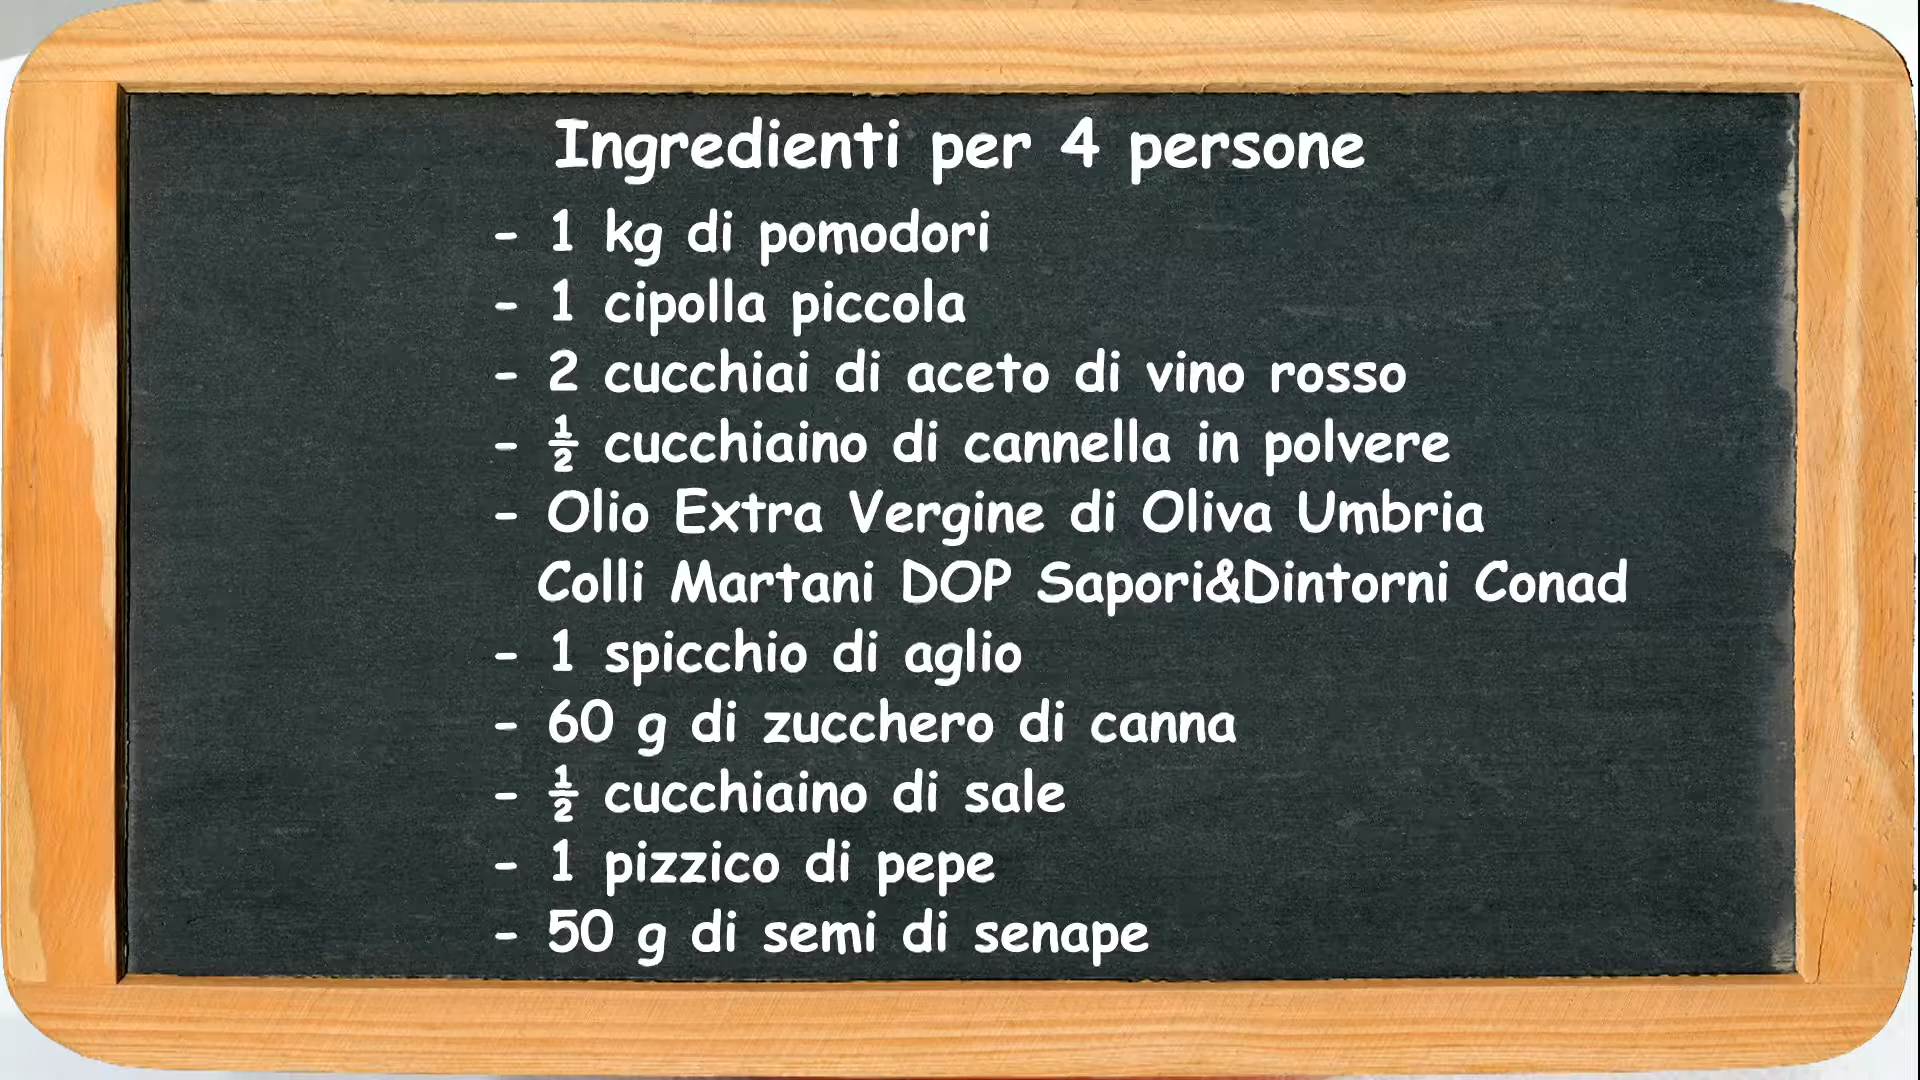 Ingredienti per 4 persone
- 1 kg di pomodori
- 1 cipolla piccola
- 2 cucchiai di aceto di vino rosso
- ½ cucchiaino di cannella in polvere
- Olio Extra Vergine di Oliva Umbria
Colli Martani DOP Sapori&Dintorni Conad
- 1 spicchio di aglio
- 60 g di zucchero di canna
- ½ cucchiaino di sale
- 1 pizzico di pepe
- 50 g di semi di senape